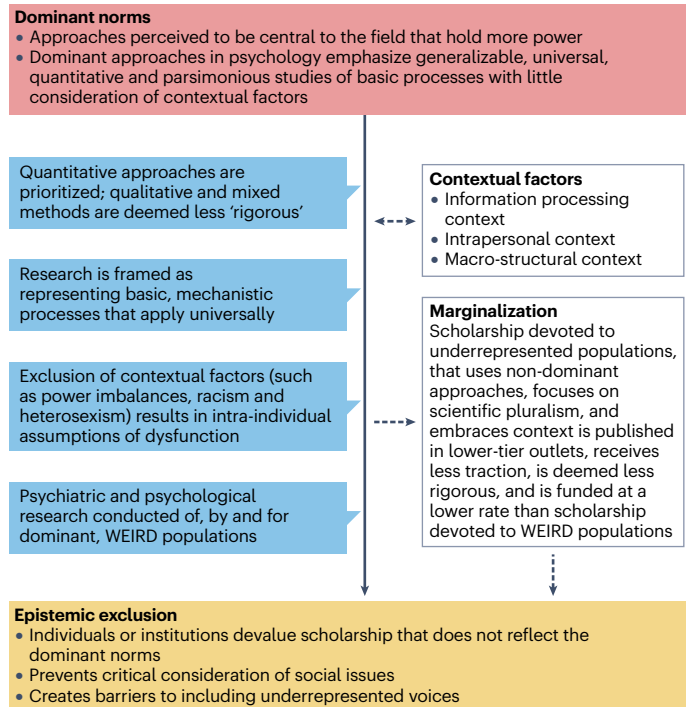 Dominant norms
• Approaches perceived to be central to the field that hold more power
• Dominant approaches in psychology emphasize generalizable, universal,
quantitative and parsimonious studies of basic processes with little
consideration of contextual factors
Quantitative approaches are
prioritized; qualitative and mixed
methods are deemed less ‘rigorous’
Research is framed as
representing basic, mechanistic
processes that apply universally
Exclusion of contextual factors (such
as power imbalances, racism and
heterosexism) results in intra-individual
assumptions of dysfunction
Psychiatric and psychological
research conducted of, by and for
dominant, WEIRD populations
Contextual factors
• Information processing
context
• Intrapersonal context
• Macro-structural context
Marginalization
Scholarship devoted to
underrepresented populations,
that uses non-dominant
approaches, focuses on
scientific pluralism, and
embraces context is published
in lower-tier outlets, receives
less traction, is deemed less
rigorous, and is funded at a
lower rate than scholarship
devoted to WEIRD populations
Epistemic exclusion
• Individuals or institutions devalue scholarship that does not reflect the
dominant norms
• Prevents critical consideration of social issues
• Creates barriers to including underrepresented voices